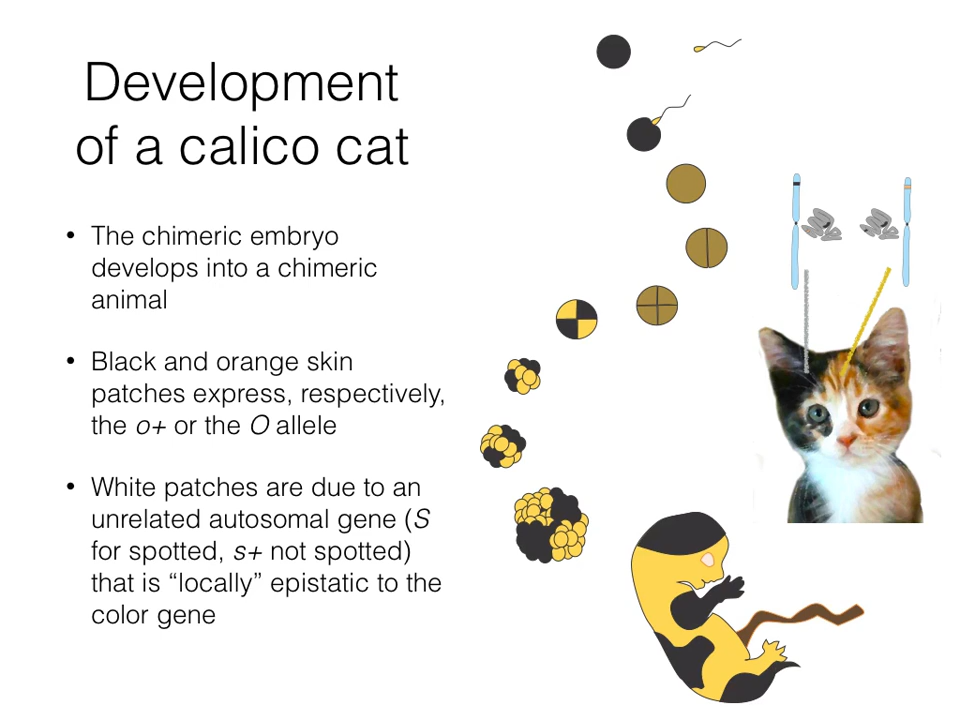 Development
of a calico cat
• The chimeric embryo
develops into a chimeric
animal
• Black and orange skin
patches express, respectively,
the o+ or the O allele
• White patches are due to an
unrelated autosomal gene (S
for spotted, s+ not spotted)
that is “locally” epistatic to the
color gene